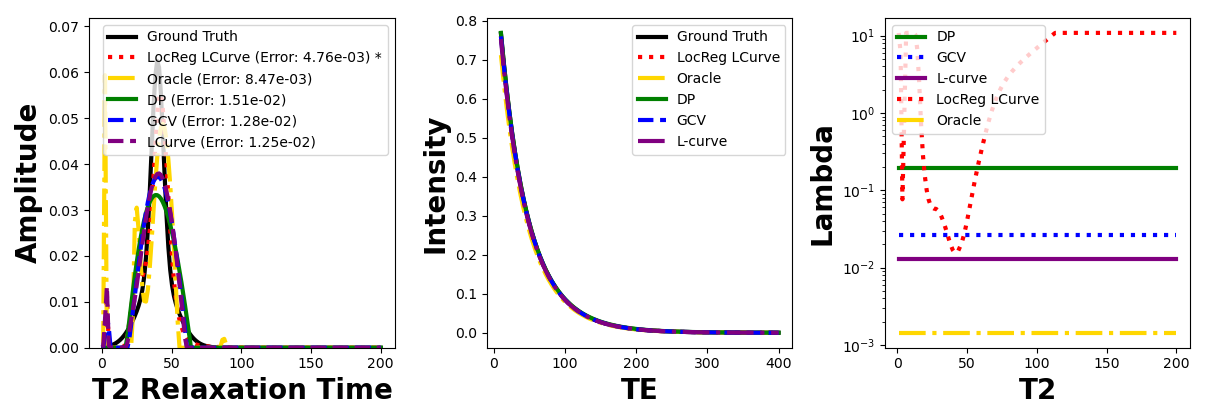 0.07
0.06
0.05
0.04
0.03
0.02
0.01
0.00
Amplitude
0
50
100
150
200
T2 Relaxation Time
Ground Truth
LocReg LCurve (Error: 4.76e-03) *
Oracle (Error: 8.47e-03)
DP (Error: 1.51e-02)
GCV (Error: 1.28e-02)
LCurve (Error: 1.25e-02)
0.8
0.7
0.6
0.5
0.4
0.3
0.2
0.1
0.0
Intensity
0
100
200
300
400
TE
Ground Truth
LocReg LCurve
Oracle
DP
GCV
L-curve
10¹
10⁰
10⁻¹
10⁻²
10⁻³
Lambda
0
50
100
150
200
T2
DP
GCV
L-curve
LocReg LCurve
Oracle